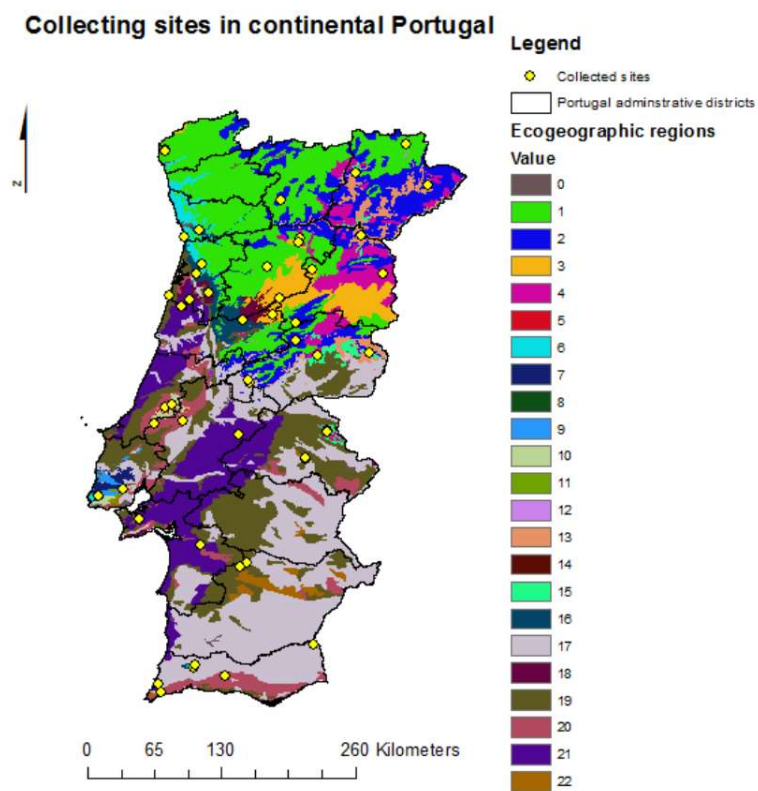 Collecting sites in continental Portugal
Legend
Collected sites
Portugal adminstrative districts
Ecogeographic regions
Value
0
1
2
3
4
5
6
7
8
9
10
11
12
13
14
15
16
17
18
19
20
21
22
z
0 65 130 260 Kilometers